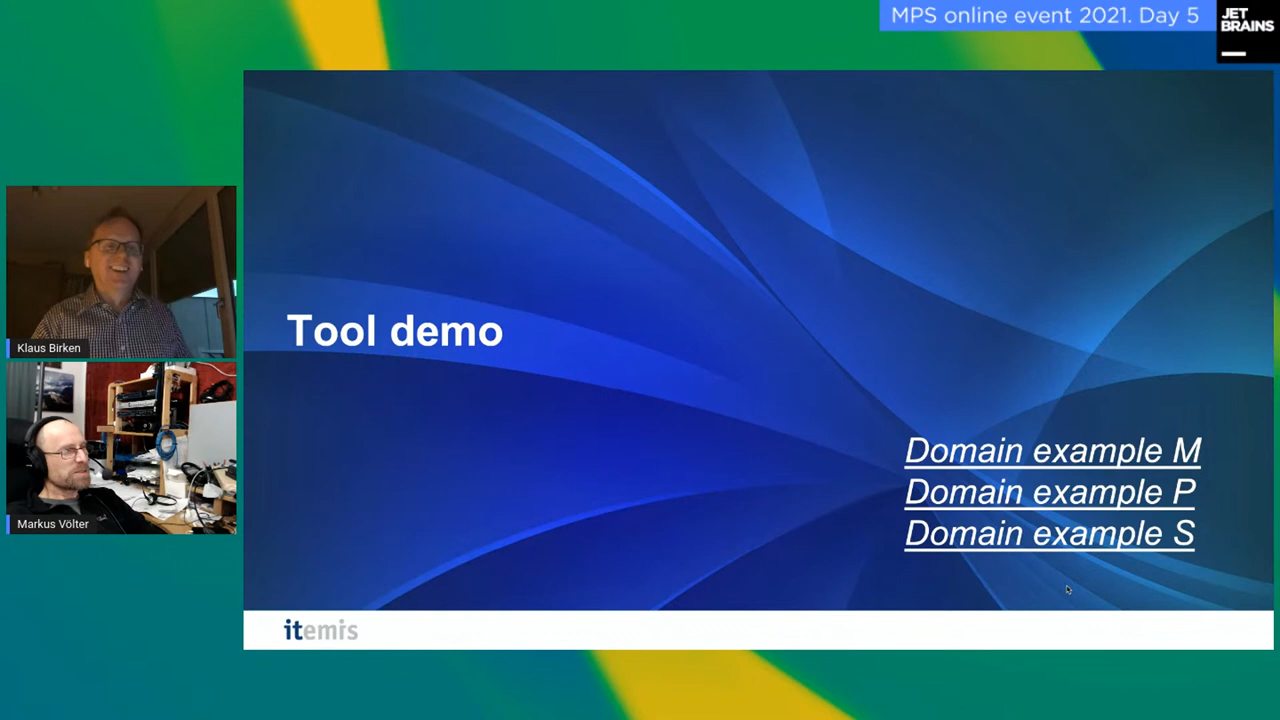 MPS online event 2021. Day 5
JET
BRAINS
Klaus Birken
Markus Völter
Tool demo
Domain example M
Domain example P
Domain example S
itemis